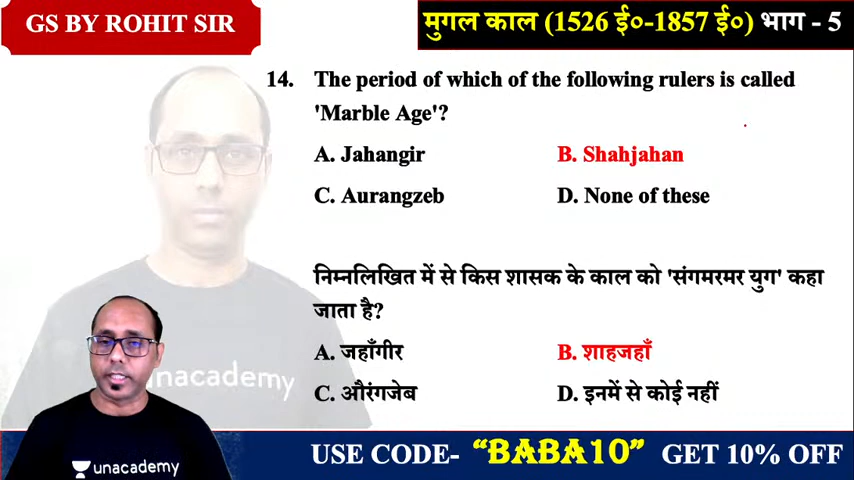 GS BY ROHIT SIR
मुगल काल (1526 ई०-1857 ई०) भाग - 5
14. The period of which of the following rulers is called
'Marble Age'?
A. Jahangir B. Shahjahan
C. Aurangzeb D. None of these
निम्नलिखित में से किस शासक के काल को 'संगमरमर युग' कहा
जाता है?
A. जहाँगीर B. शाहजहाँ
C. औरंगजेब D. इनमें से कोई नहीं
unacademy
unacademy
USE CODE- “BABA10” GET 10% OFF